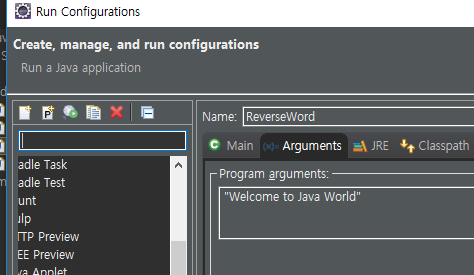 Run Configurations
Create, manage, and run configurations
Run a Java application
Name: ReverseWord
Main Arguments JRE Classpath
Program arguments:
"Welcome to Java World"
adle Task
adle Test
unt
ulp
TTP Preview
EE Preview
va Applet